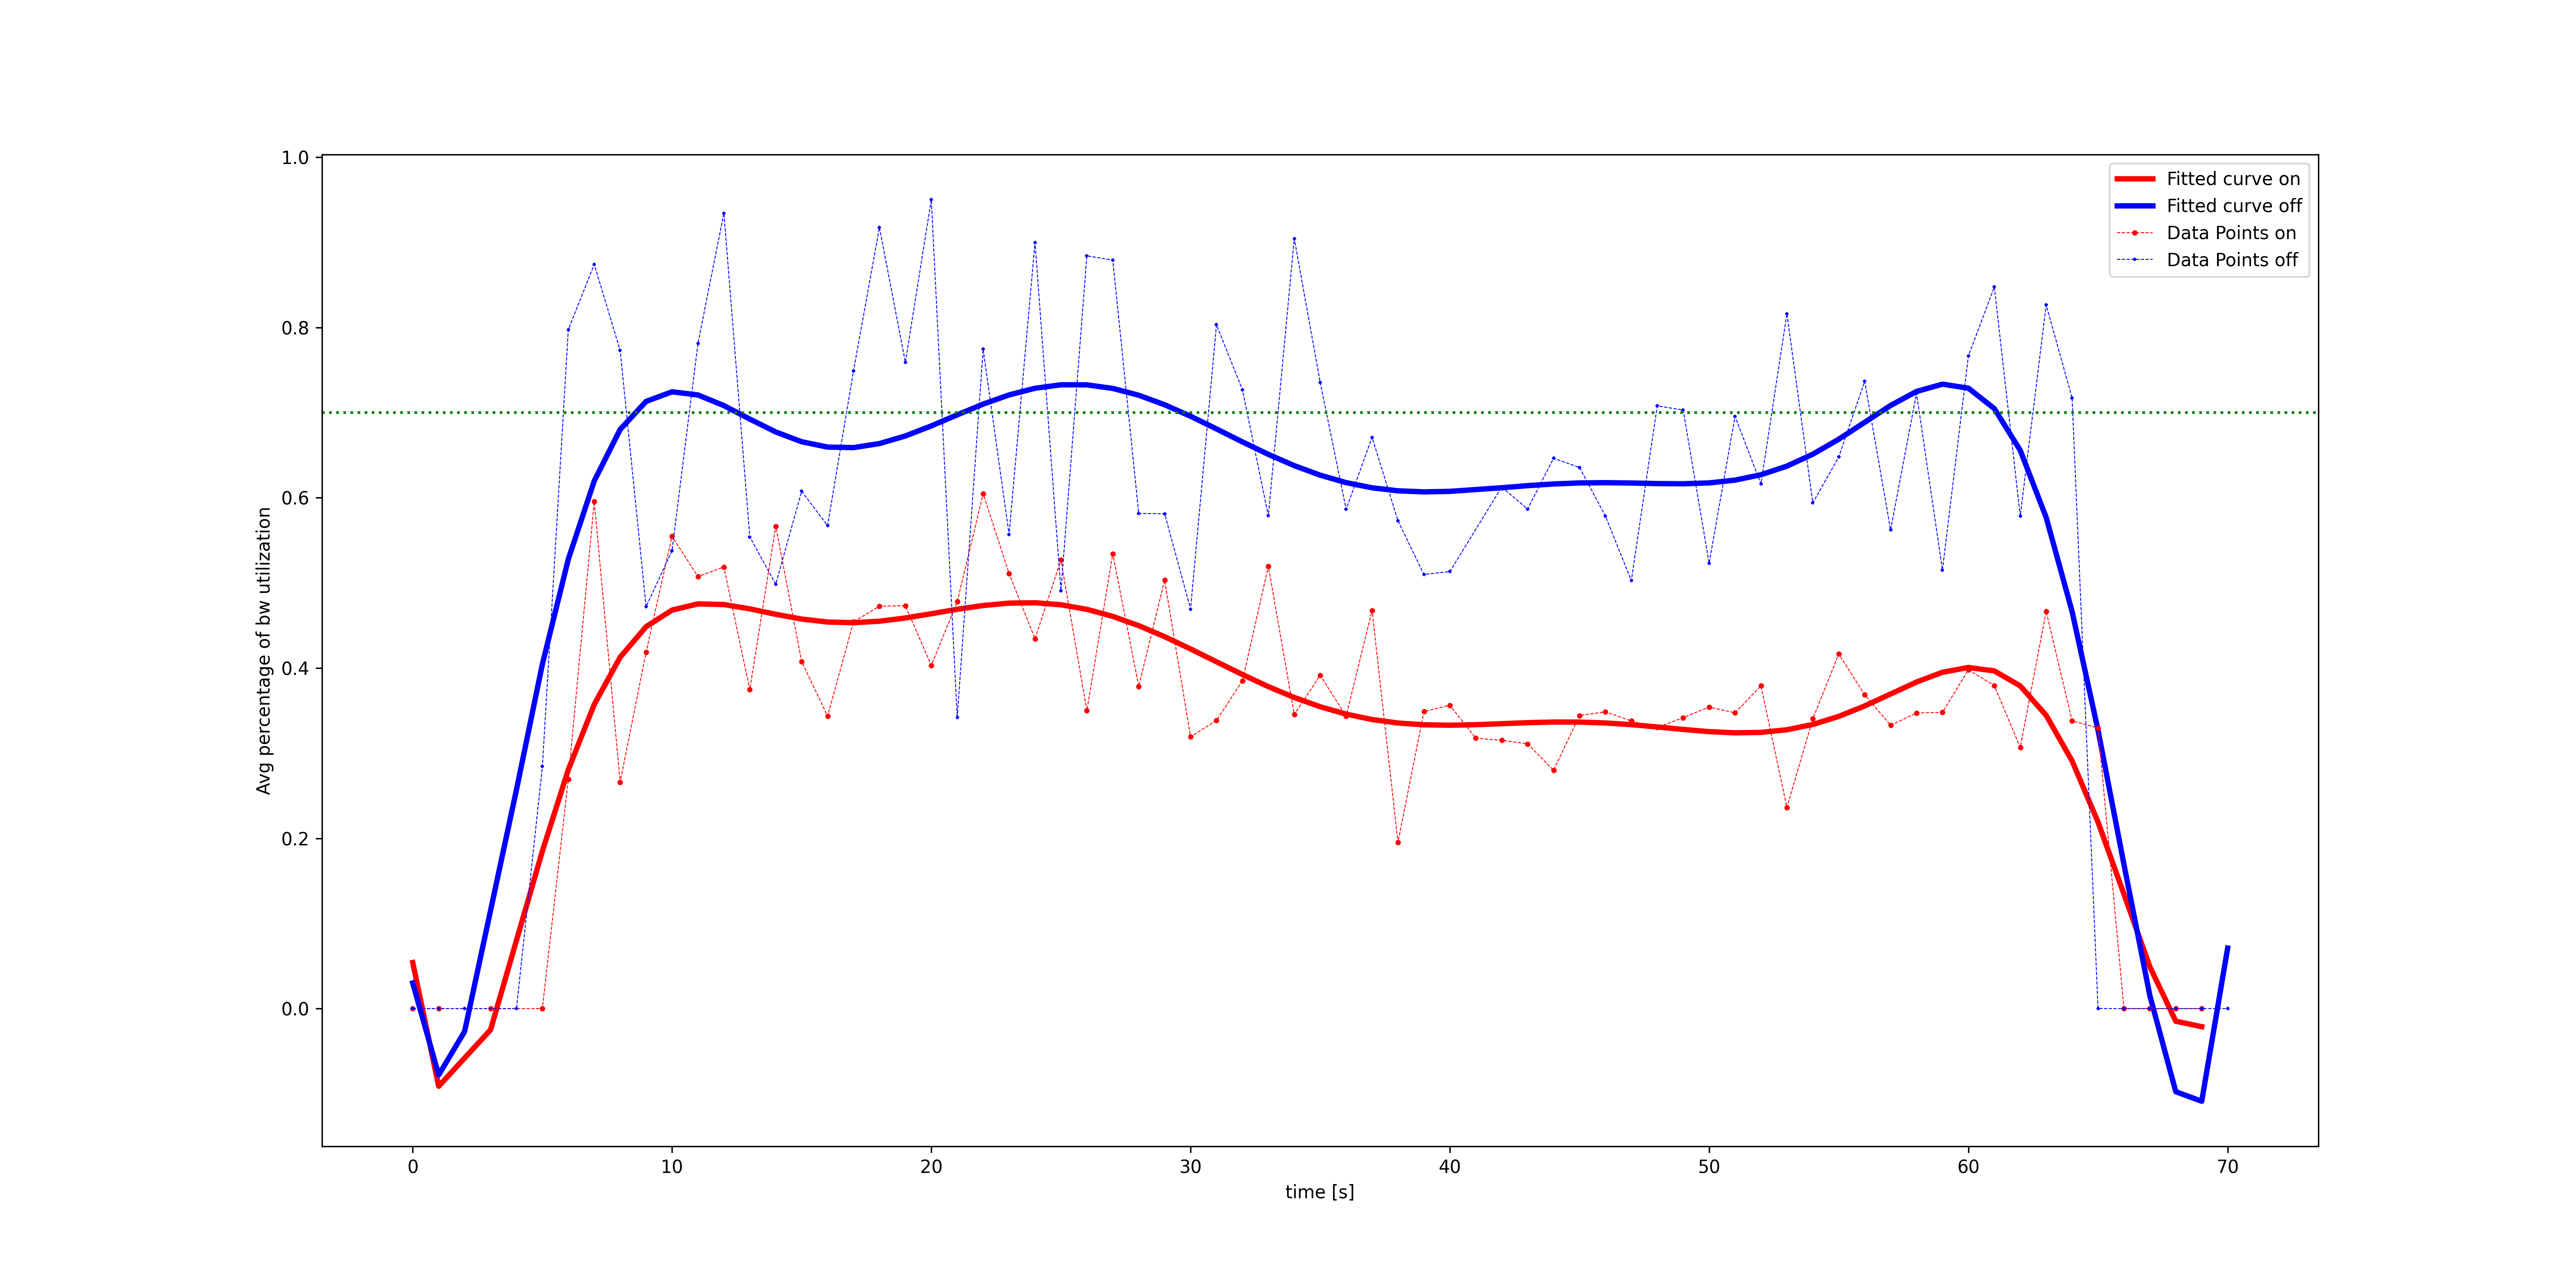 1.0
0.8
0.6
0.4
0.2
0.0
Avg percentage of bw utilization
Fitted curve on
Fitted curve off
Data Points on
Data Points off
0 10 20 30 40 50 60 70
time [s]